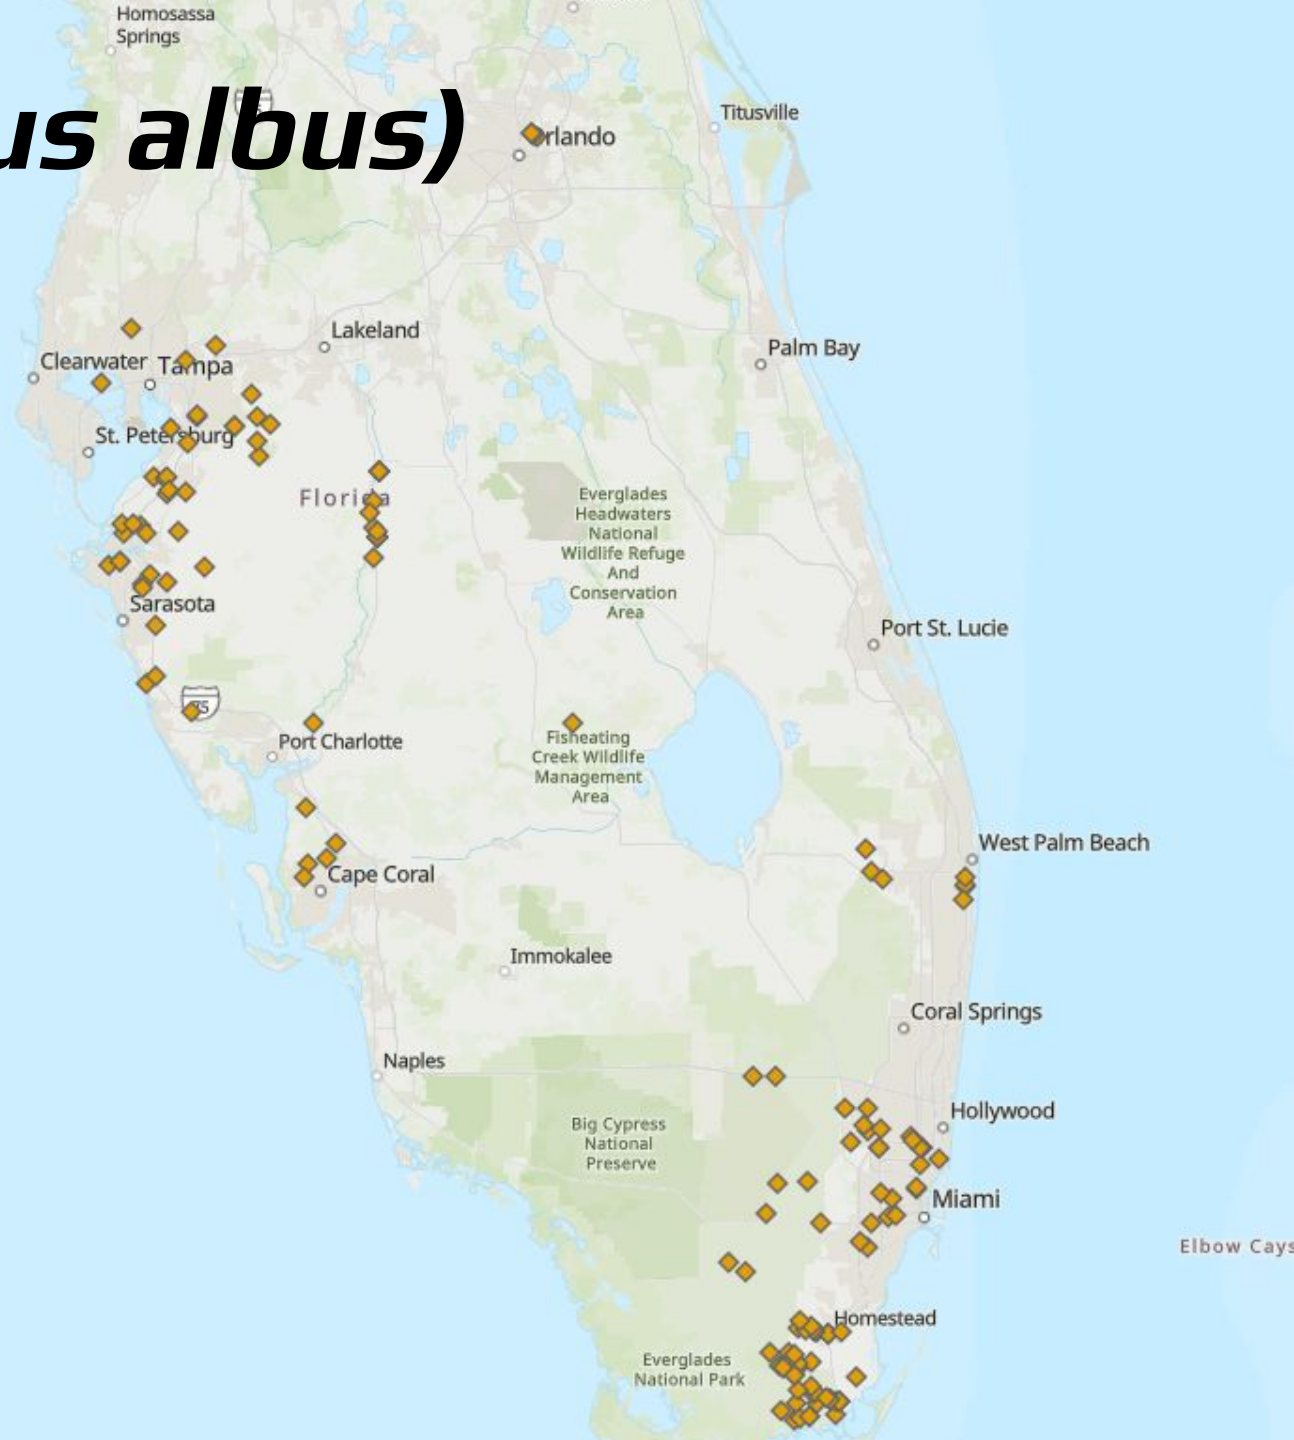 Homosassa
Springs
us albus)
Titusville
Orlando
Lakeland
Palm Bay
Clearwater
Tampa
St. Petersburg
Florida
Everglades
Headwaters
National
Wildlife Refuge
And
Conservation
Area
Sarasota
Port St. Lucie
75
Port Charlotte
Fisheating
Creek Wildlife
Management
Area
West Palm Beach
Cape Coral
Immokalee
Coral Springs
Naples
Hollywood
Big Cypress
National
Preserve
Miami
Elbow Cays
Homestead
Everglades
National Park